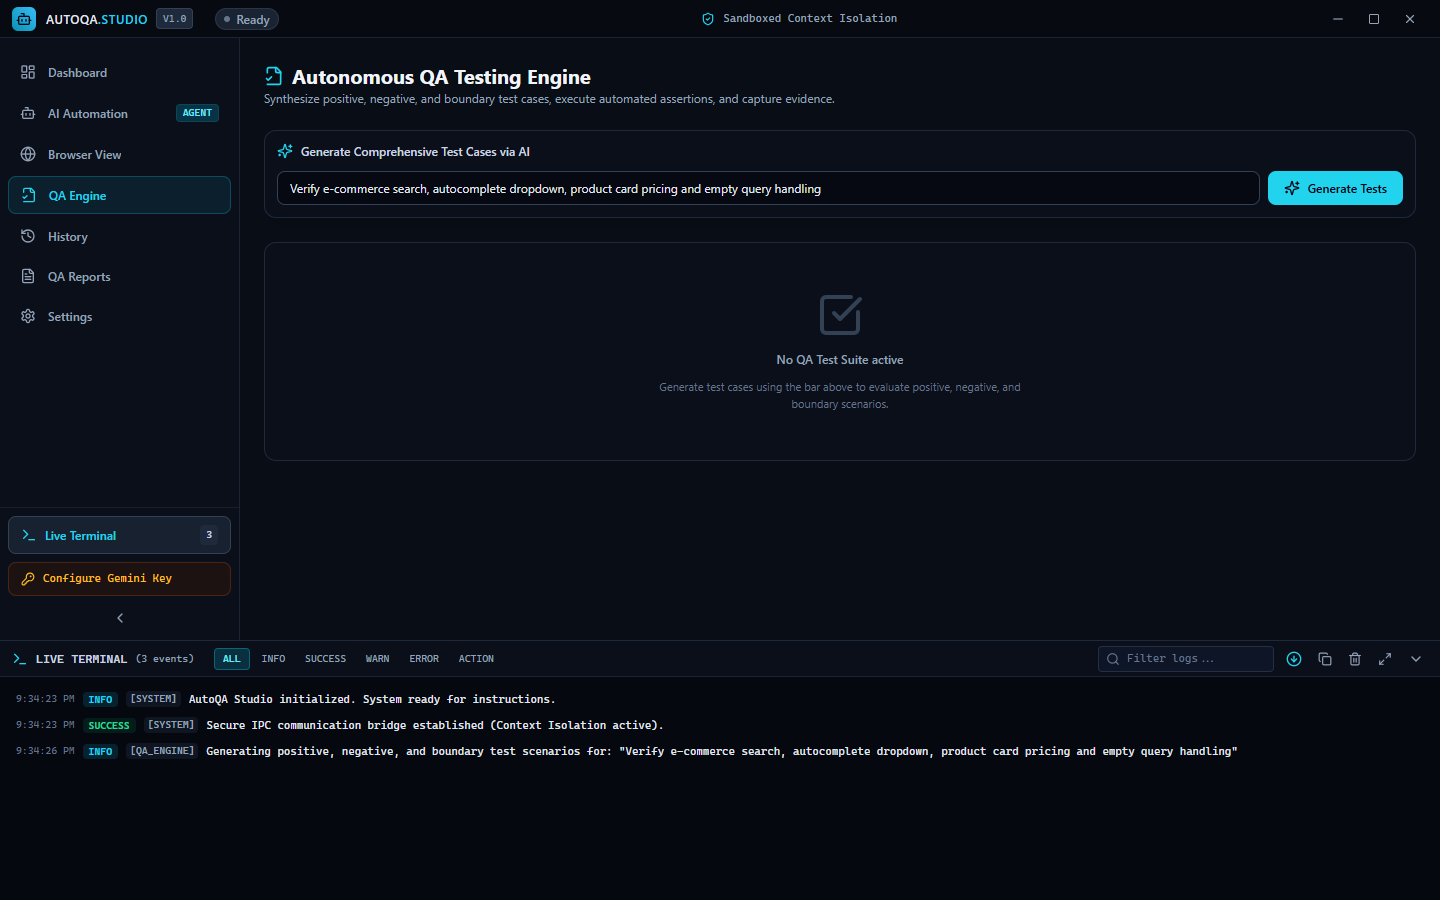 AUTOQA.STUDIO V1.0 Ready
Sandboxed Context Isolation
Dashboard
AI Automation AGENT
Browser View
QA Engine
History
QA Reports
Settings
Live Terminal 3
Configure Gemini Key
Autonomous QA Testing Engine
Synthesize positive, negative, and boundary test cases, execute automated assertions, and capture evidence.
Generate Comprehensive Test Cases via AI
Verify e-commerce search, autocomplete dropdown, product card pricing and empty query handling
Generate Tests
No QA Test Suite active
Generate test cases using the bar above to evaluate positive, negative, and
boundary scenarios.
LIVE TERMINAL (3 events) ALL INFO SUCCESS WARN ERROR ACTION Filter logs...
9:34:23 PM INFO [SYSTEM] AutoQA Studio initialized. System ready for instructions.
9:34:23 PM SUCCESS [SYSTEM] Secure IPC communication bridge established (Context Isolation active).
9:34:26 PM INFO [QA_ENGINE] Generating positive, negative, and boundary test scenarios for: "Verify e-commerce search, autocomplete dropdown, product card pricing and empty query handling"